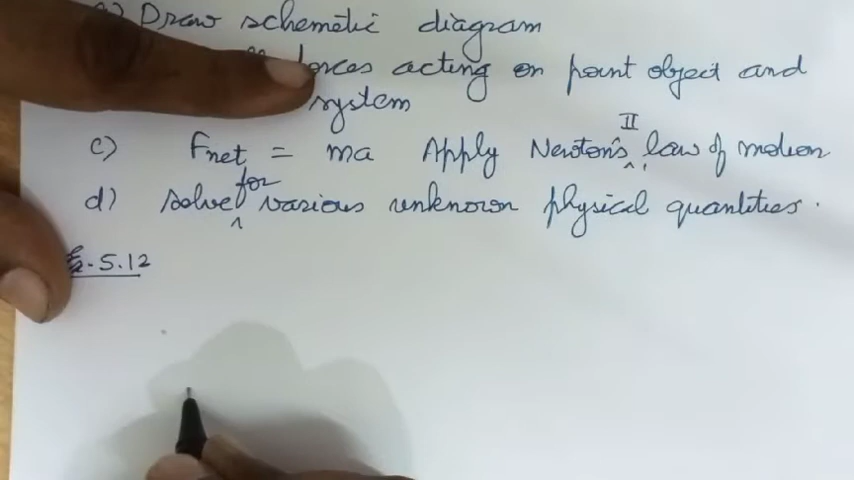 Draw schematic diagram
forces acting on point object and
system
c) Fnet = ma Apply Newton's II law of motion
d) solve for various unknown physical quantities.
Ex-5.12